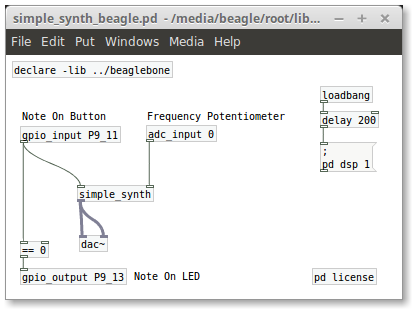 simple_synth_beagle.pd - /media/beagle/root/lib...
File Edit Put Windows Media Help
declare -lib ../beaglebone
loadbang
Note On Button
Frequency Potentiometer
delay 200
gpio_input P9_11
adc_input 0
;
pd dsp 1
simple_synth
dac~
== 0
gpio_output P9_13
Note On LED
pd license